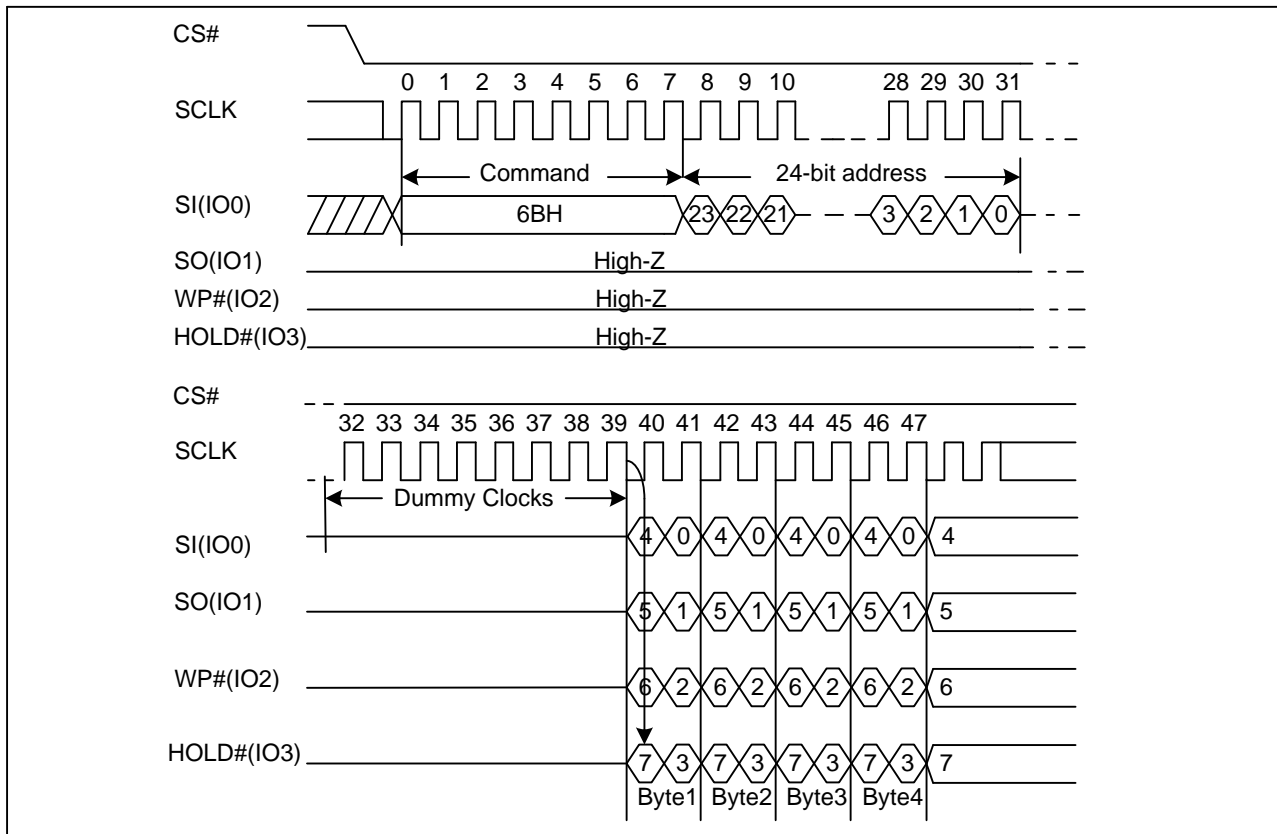 CS#
0 1 2 3 4 5 6 7 8 9 10 28 29 30 31
SCLK
Command 24-bit address
SI(IO0) 6BH 23 22 21 3 2 1 0
SO(IO1) High-Z
WP#(IO2) High-Z
HOLD#(IO3) High-Z
CS#
32 33 34 35 36 37 38 39 40 41 42 43 44 45 46 47
SCLK
Dummy Clocks
SI(IO0) 4 0 4 0 4 0 4 0 4
SO(IO1) 5 1 5 1 5 1 5 1 5
WP#(IO2) 6 2 6 2 6 2 6 2 6
HOLD#(IO3) 7 3 7 3 7 3 7 3 7
Byte1 Byte2 Byte3 Byte4